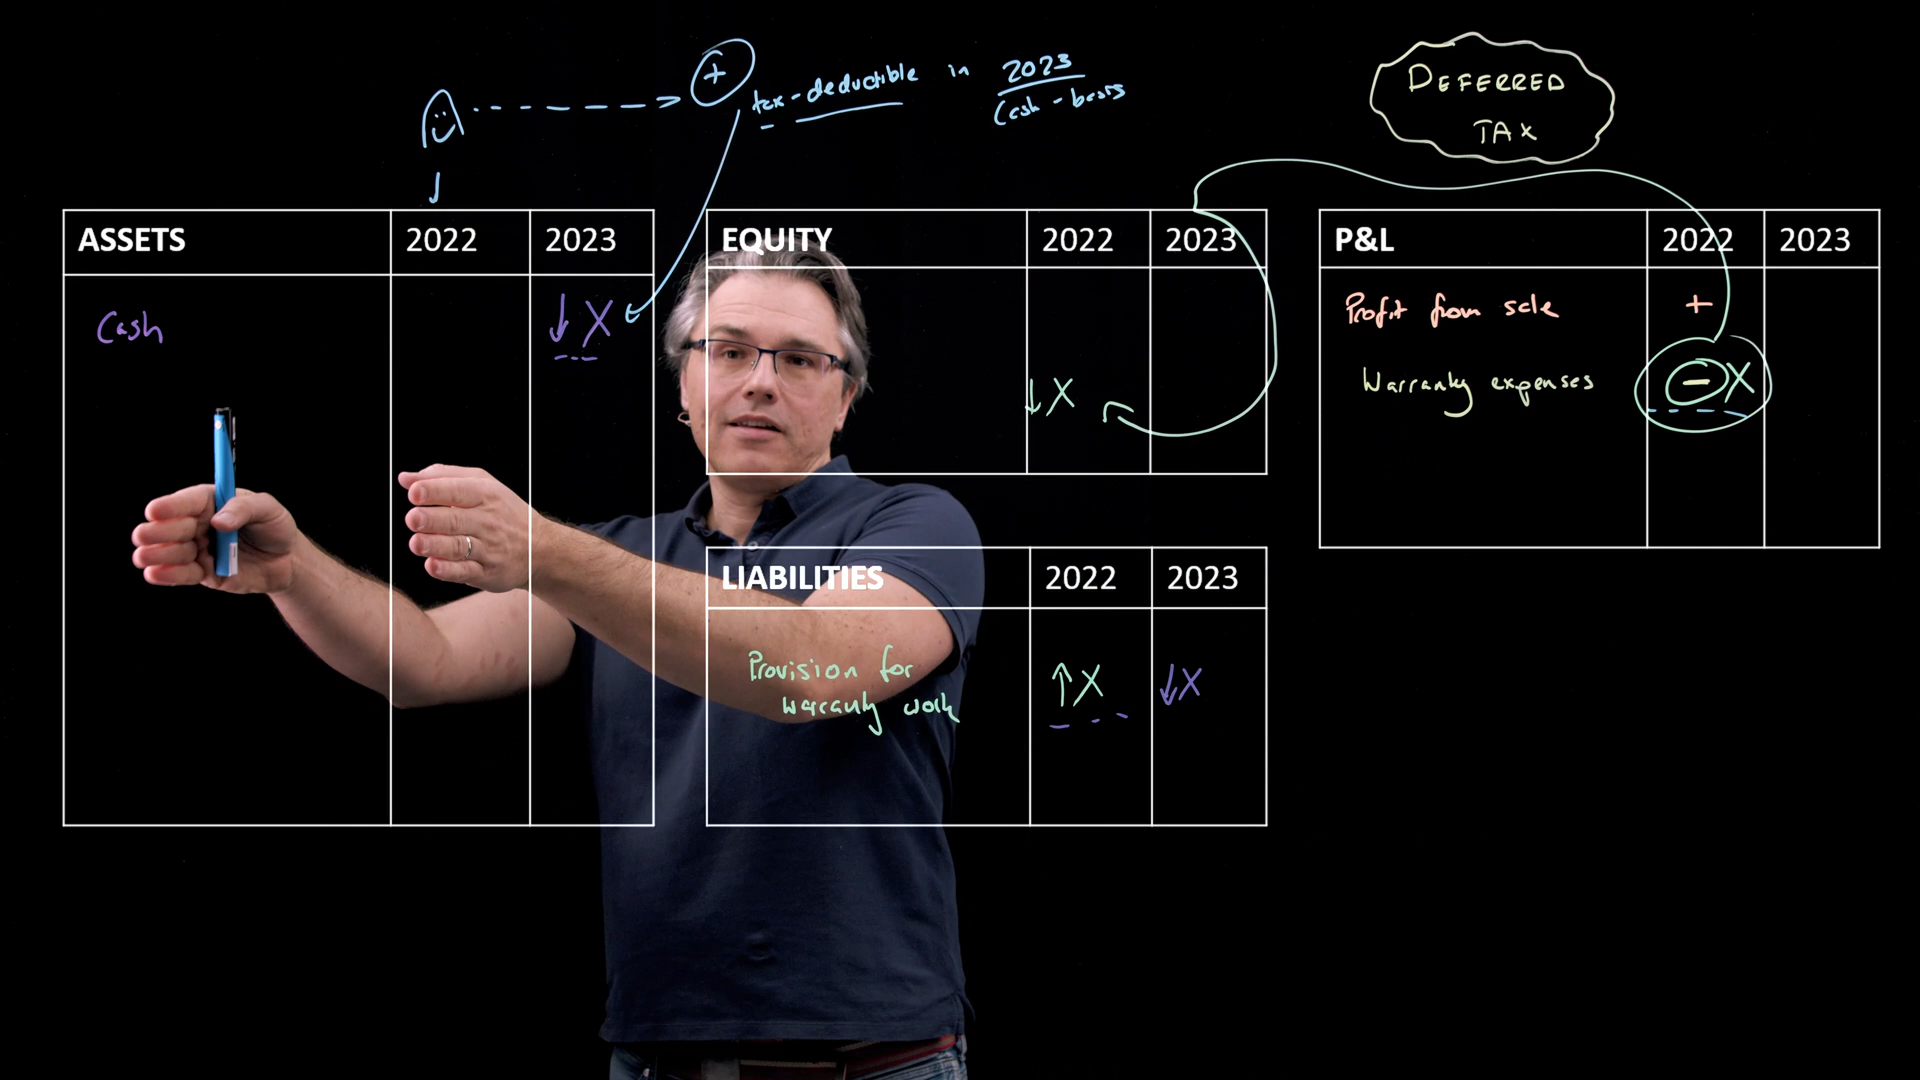 +
tax-deductible in 2023
Cash-basis
DEFERRED
TAX
ASSETS 2022 2023
Cash ↓X
EQUITY 2022 2023
↓X
P&L 2022 2023
Profit from sale +
Warranty expenses -X
LIABILITIES 2022 2023
Provision for
warranty work ↑X ↓X